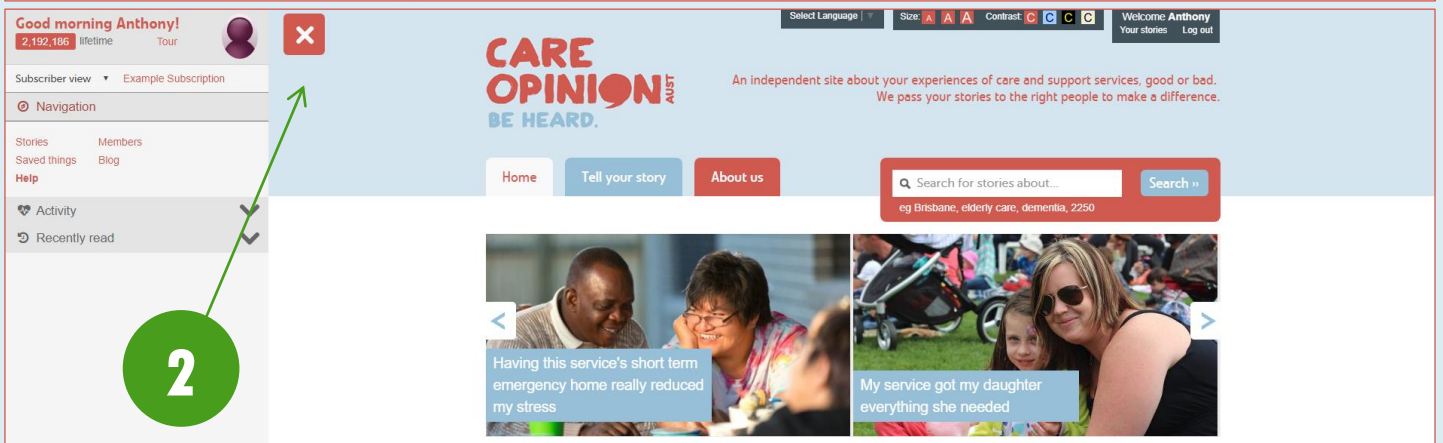 Good morning Anthony!
2,192,186 lifetime Tour
Subscriber view ▼ Example Subscription
Navigation
Stories Members
Saved things Blog
Help
Activity
Recently read
2
Select Language ▼
Size: A A A Contrast: C C C C
Welcome Anthony
Your stories Log out
CARE
OPINION AUST
BE HEARD.
An independent site about your experiences of care and support services, good or bad.
We pass your stories to the right people to make a difference.
Home Tell your story About us
Search for stories about... Search »
eg Brisbane, elderly care, dementia, 2250
< >
Having this service's short term
emergency home really reduced
my stress
My service got my daughter
everything she needed